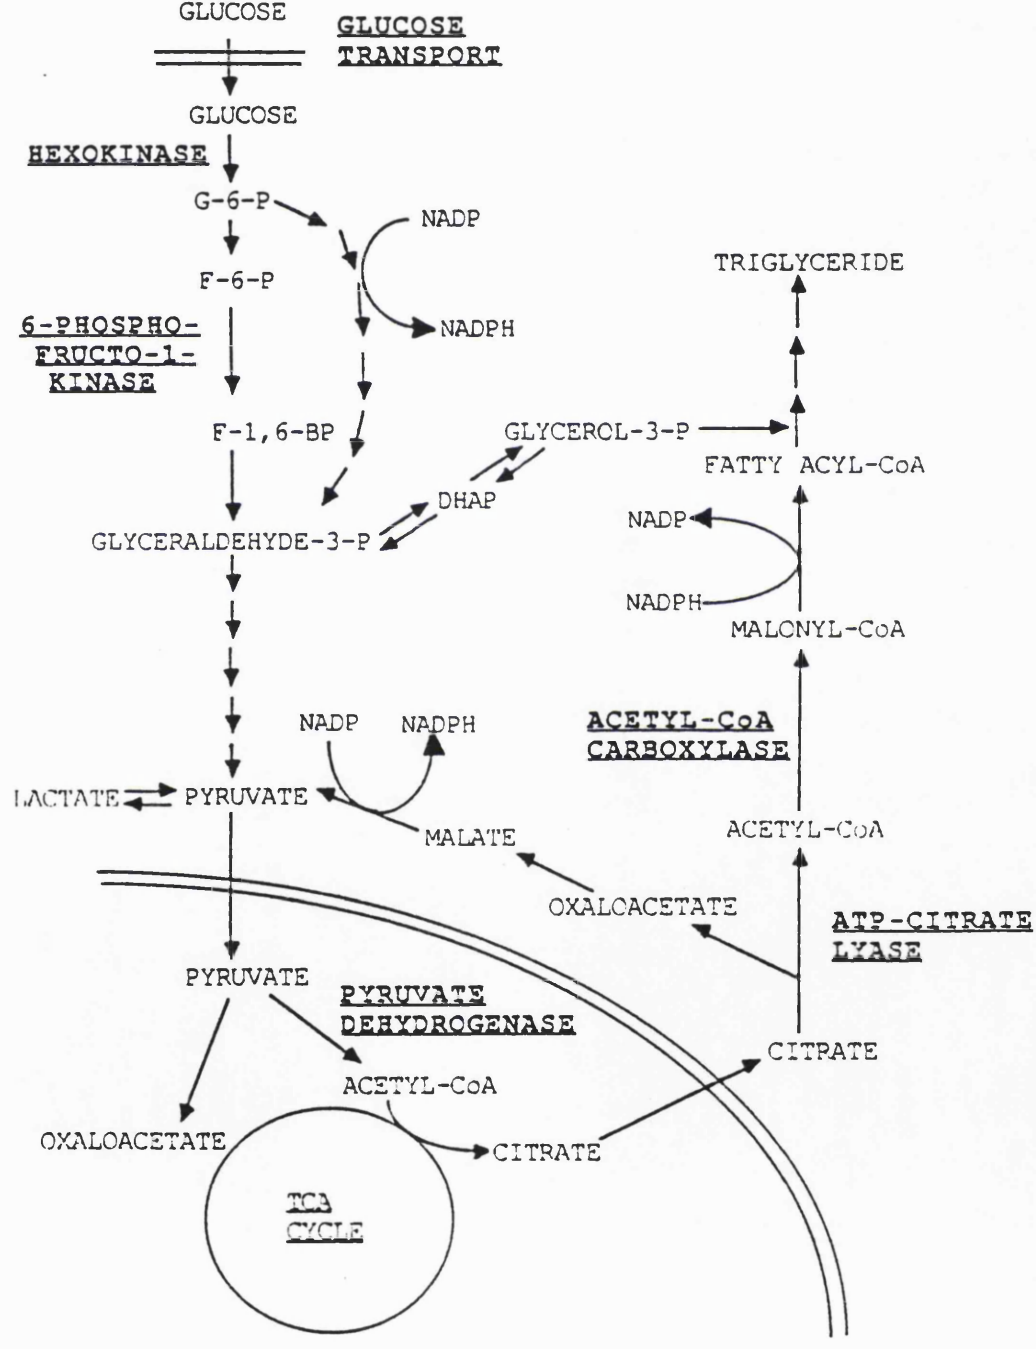 GLUCOSE
GLUCOSE
TRANSPORT
GLUCOSE
HEXOKINASE
G-6-P
NADP
F-6-P
TRIGLYCERIDE
6-PHOSPHO-
FRUCTO-1-
KINASE
NADPH
F-1,6-BP
GLYCEROL-3-P
FATTY ACYL-CoA
DHAP
NADP
GLYCERALDEHYDE-3-P
NADPH
MALONYL-CoA
NADP
NADPH
ACETYL-CoA
CARBOXYLASE
LACTATE
PYRUVATE
MALATE
ACETYL-CoA
OXALOACETATE
ATP-CITRATE
LYASE
PYRUVATE
PYRUVATE
DEHYDROGENASE
CITRATE
ACETYL-CoA
OXALOACETATE
CITRATE
TCA
CYCLE